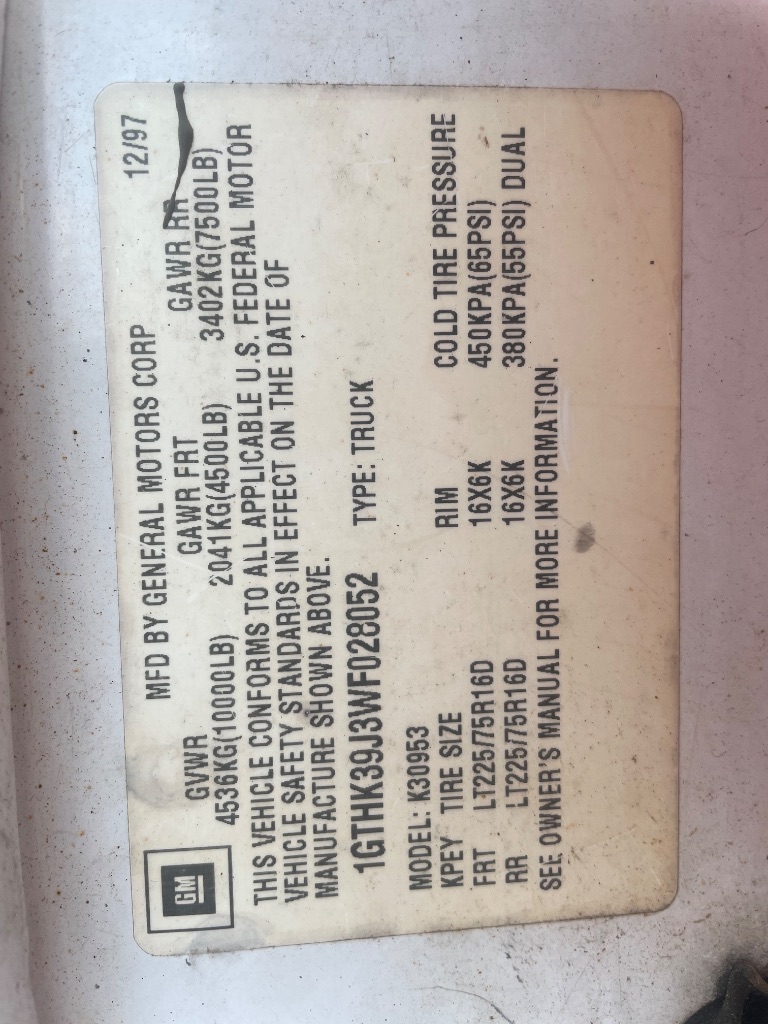 MFD BY GENERAL MOTORS CORP 12/97
GM
GVWR GAWR FRT GAWR RR
4536KG(10000LB) 2041KG(4500LB) 3402KG(7500LB)
THIS VEHICLE CONFORMS TO ALL APPLICABLE U.S. FEDERAL MOTOR
VEHICLE SAFETY STANDARDS IN EFFECT ON THE DATE OF
MANUFACTURE SHOWN ABOVE.
1GTHK39J3WF028052 TYPE: TRUCK
MODEL: K30953
KPEY TIRE SIZE RIM COLD TIRE PRESSURE
FRT LT225/75R16D 16X6K 450KPA(65PSI)
RR LT225/75R16D 16X6K 380KPA(55PSI) DUAL
SEE OWNER'S MANUAL FOR MORE INFORMATION.